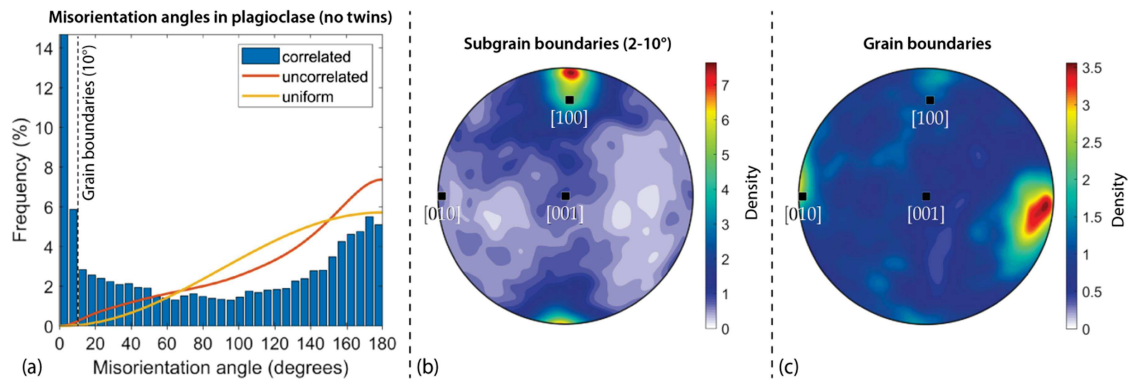 Misorientation angles in plagioclase (no twins)
14
12
10
8
6
4
2
0
Frequency (%)
Grain boundaries (10°)
correlated
uncorrelated
uniform
0 20 40 60 80 100 120 140 160 180
Misorientation angle (degrees)
(a)
Subgrain boundaries (2-10°)
[100]
[010]
[001]
7
6
5
4
3
2
1
0
Density
(b)
Grain boundaries
[100]
[010]
[001]
3.5
3
2.5
2
1.5
1
0.5
0
Density
(c)